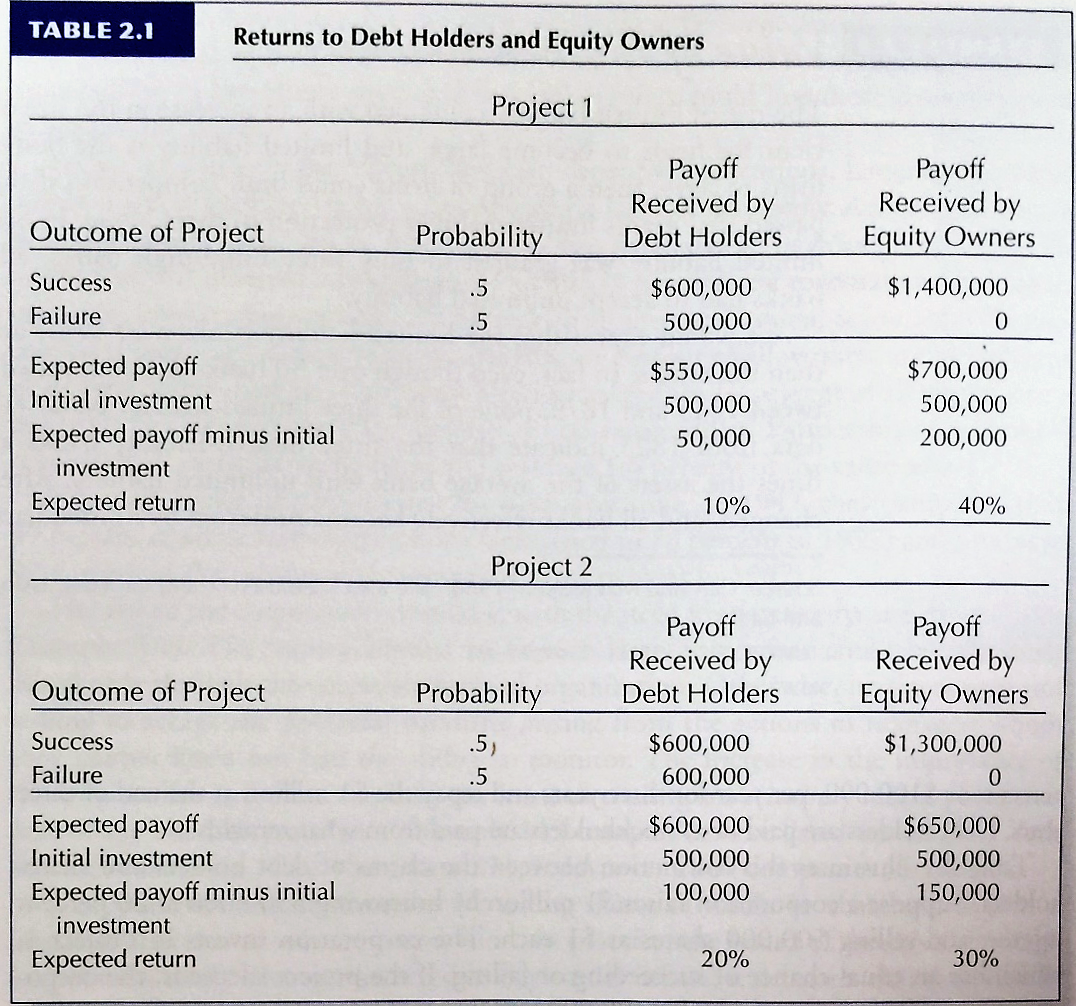 TABLE 2.1
Returns to Debt Holders and Equity Owners
Project 1
Payoff Payoff
Received by Received by
Outcome of Project Probability Debt Holders Equity Owners
Success .5 $600,000 $1,400,000
Failure .5 500,000 0
Expected payoff $550,000 $700,000
Initial investment 500,000 500,000
Expected payoff minus initial 50,000 200,000
investment
Expected return 10% 40%
Project 2
Payoff Payoff
Received by Received by
Outcome of Project Probability Debt Holders Equity Owners
Success .5 $600,000 $1,300,000
Failure .5 600,000 0
Expected payoff $600,000 $650,000
Initial investment 500,000 500,000
Expected payoff minus initial 100,000 150,000
investment
Expected return 20% 30%